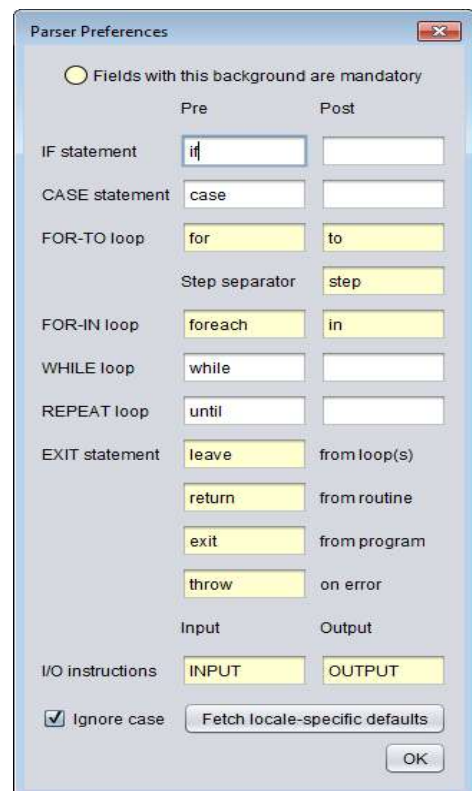 Parser Preferences
Fields with this background are mandatory
Pre Post
IF statement if
CASE statement case
FOR-TO loop for to
Step separator step
FOR-IN loop foreach in
WHILE loop while
REPEAT loop until
EXIT statement leave from loop(s)
return from routine
exit from program
throw on error
Input Output
I/O instructions INPUT OUTPUT
Ignore case Fetch locale-specific defaults
OK